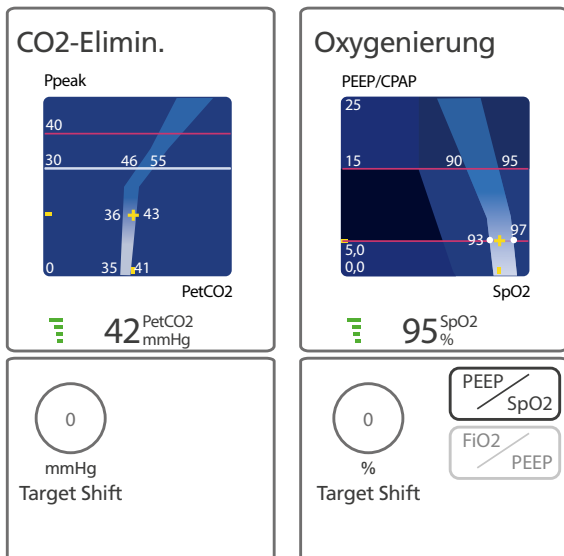 CO2-Elimin.
Ppeak
40
30
46 55
36 43
0
35 41
PetCO2
42 PetCO2 mmHg
0
mmHg
Target Shift
Oxygenierung
PEEP/CPAP
25
15
90 95
93 97
5,0
0,0
SpO2
95 SpO2 %
0
%
Target Shift
PEEP
SpO2
FiO2
PEEP